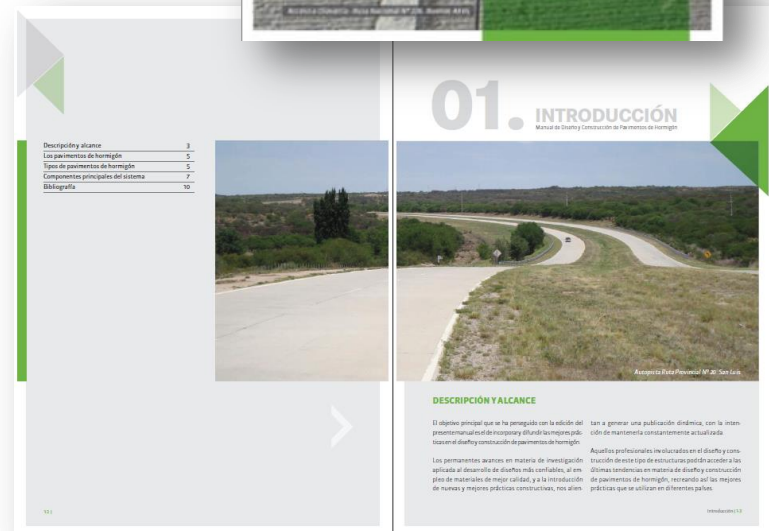 Descripción y alcance 3
Los pavimentos de hormigón 5
Tipos de pavimentos de hormigón 5
Componentes principales del sistema 7
Bibliografía 10
01. INTRODUCCIÓN
Manual de Diseño y Construcción de Pavimentos de Hormigón
Autopista Ruta Provincial Nº 20. San Luis
DESCRIPCIÓN Y ALCANCE
El objetivo principal que se ha perseguido con la edición del
presente manual es el de incorporar y difundir las mejores prác-
ticas en el diseño y construcción de pavimentos de hormigón
Los permanentes avances en materia de investigación
aplicada al desarrollo de diseños más confiables, al em-
pleo de materiales de mejor calidad, y a la introducción
de nuevas y mejores prácticas constructivas, nos alien-
tan a generar una publicación dinámica, con la inten-
ción de mantenerla constantemente actualizada.
Aquellos profesionales involucrados en el diseño y cons-
trucción de este tipo de estructuras podrán acceder a las
últimas tendencias en materia de diseño y construcción
de pavimentos de hormigón, recreando así las mejores
prácticas que se utilizan en diferentes países.